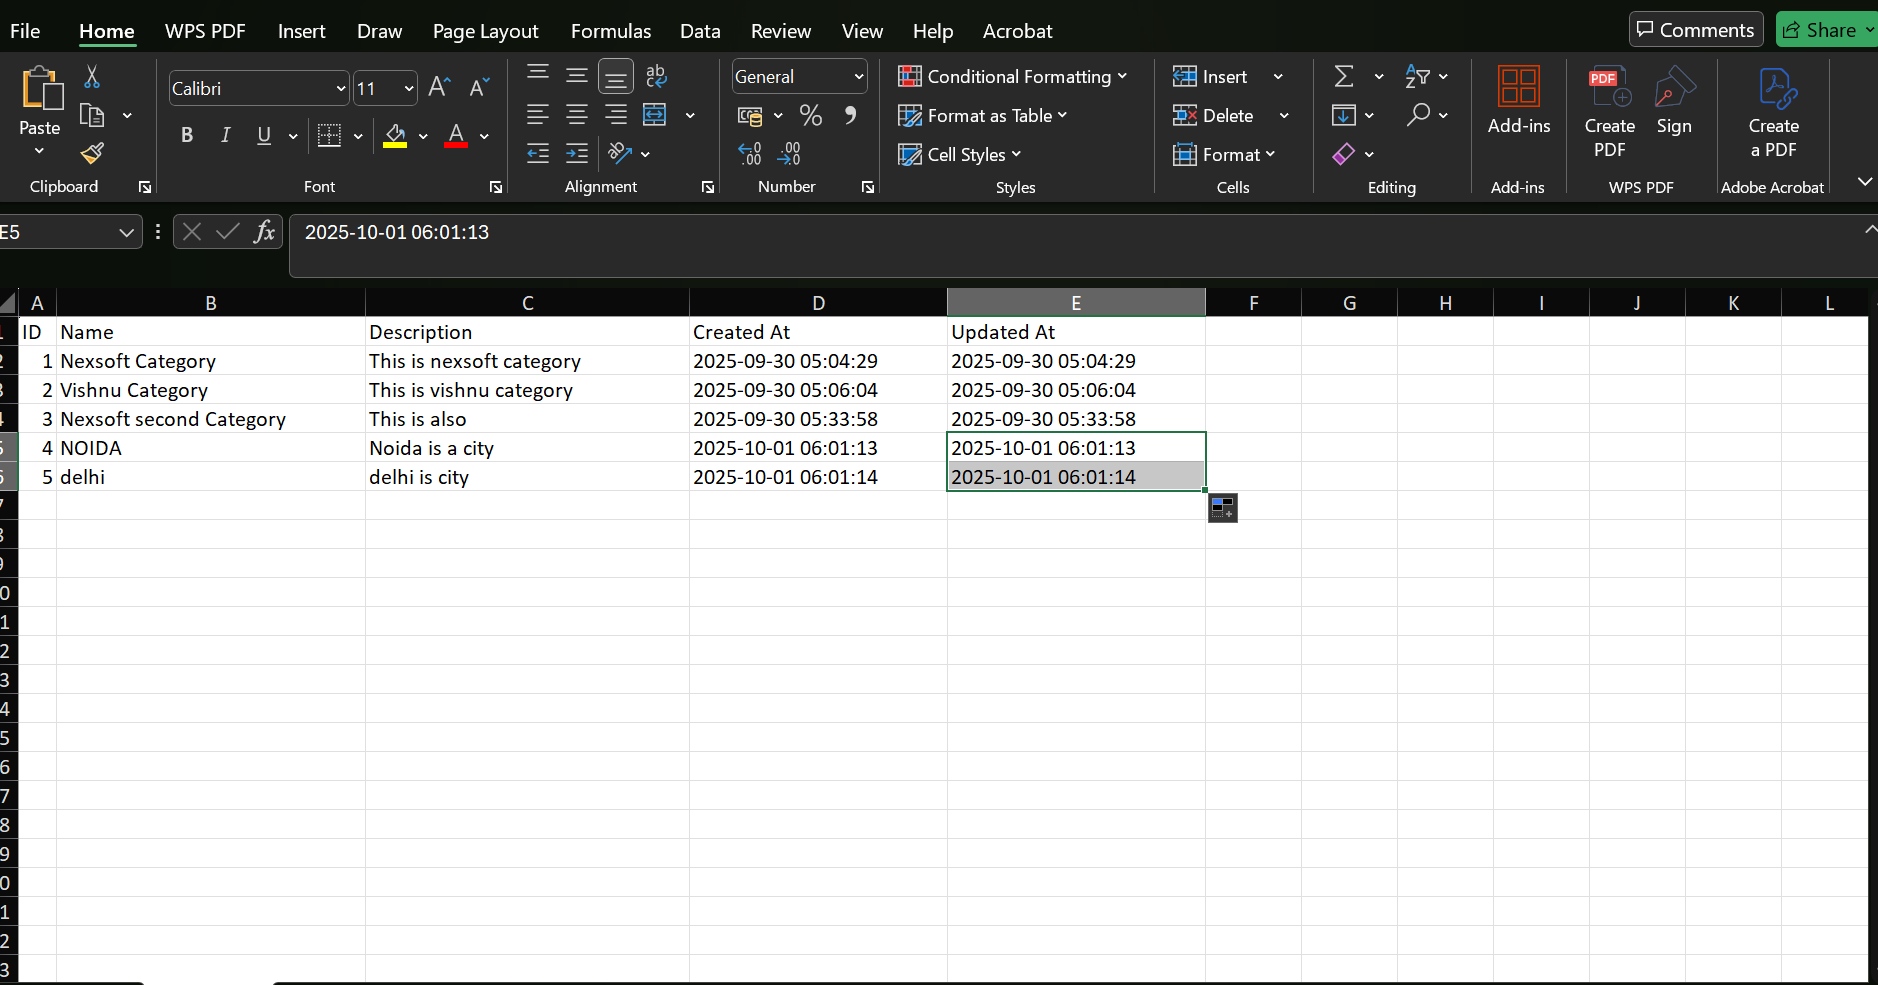 File Home WPS PDF Insert Draw Page Layout Formulas Data Review View Help Acrobat Comments Share
Paste
Clipboard
Calibri 11
B I U A
Font
ab
Alignment
General
% 9
.00 .00
Number
Conditional Formatting
Format as Table
Cell Styles
Styles
Insert
Delete
Format
Cells
Editing
Add-ins
Add-ins
PDF
Create PDF
Sign
WPS PDF
Create a PDF
Adobe Acrobat
E5 fx 2025-10-01 06:01:13
A B C D E F G H I J K L
ID Name Description Created At Updated At
1 Nexsoft Category This is nexsoft category 2025-09-30 05:04:29 2025-09-30 05:04:29
2 Vishnu Category This is vishnu category 2025-09-30 05:06:04 2025-09-30 05:06:04
3 Nexsoft second Category This is also 2025-09-30 05:33:58 2025-09-30 05:33:58
4 NOIDA Noida is a city 2025-10-01 06:01:13 2025-10-01 06:01:13
5 delhi delhi is city 2025-10-01 06:01:14 2025-10-01 06:01:14